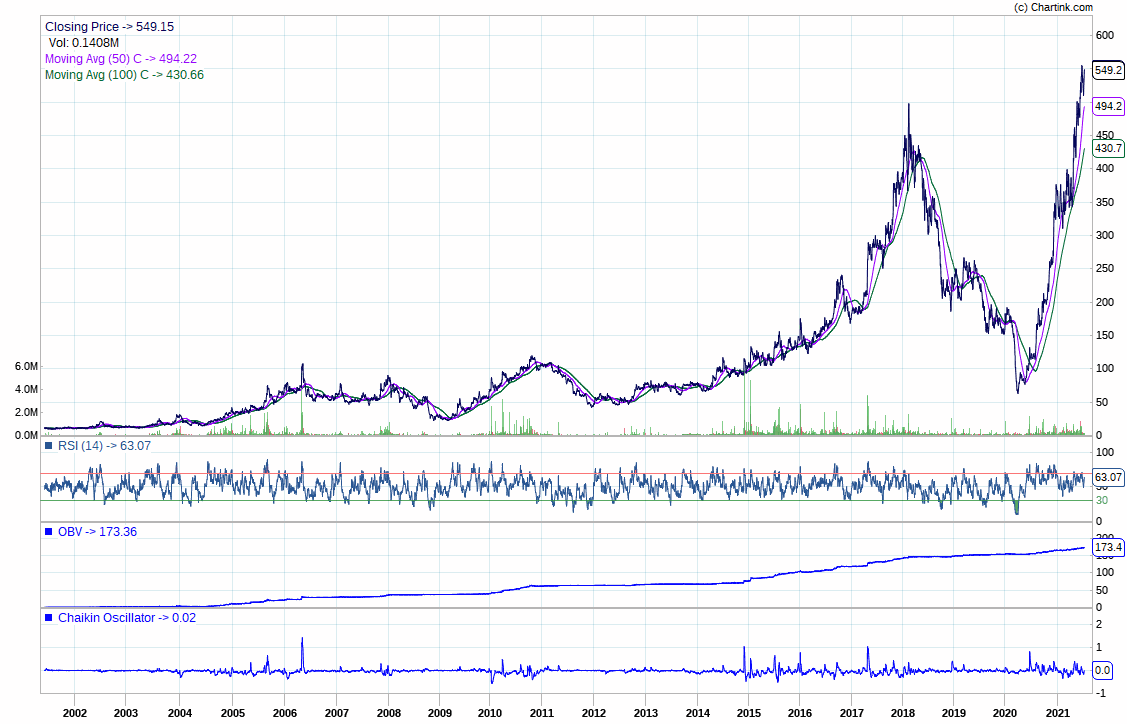 (c) Chartink.com
Closing Price -> 549.15
Vol: 0.1408M
Moving Avg (50) C -> 494.22
Moving Avg (100) C -> 430.66
600
549.2
494.2
450
430.7
400
350
300
250
200
150
100
50
0
6.0M
4.0M
2.0M
0.0M
RSI (14) -> 63.07
100
63.07
50
30
0
OBV -> 173.36
200
173.4
100
50
0
Chaikin Oscillator -> 0.02
2
1
0.0
-1
2002 2003 2004 2005 2006 2007 2008 2009 2010 2011 2012 2013 2014 2015 2016 2017 2018 2019 2020 2021